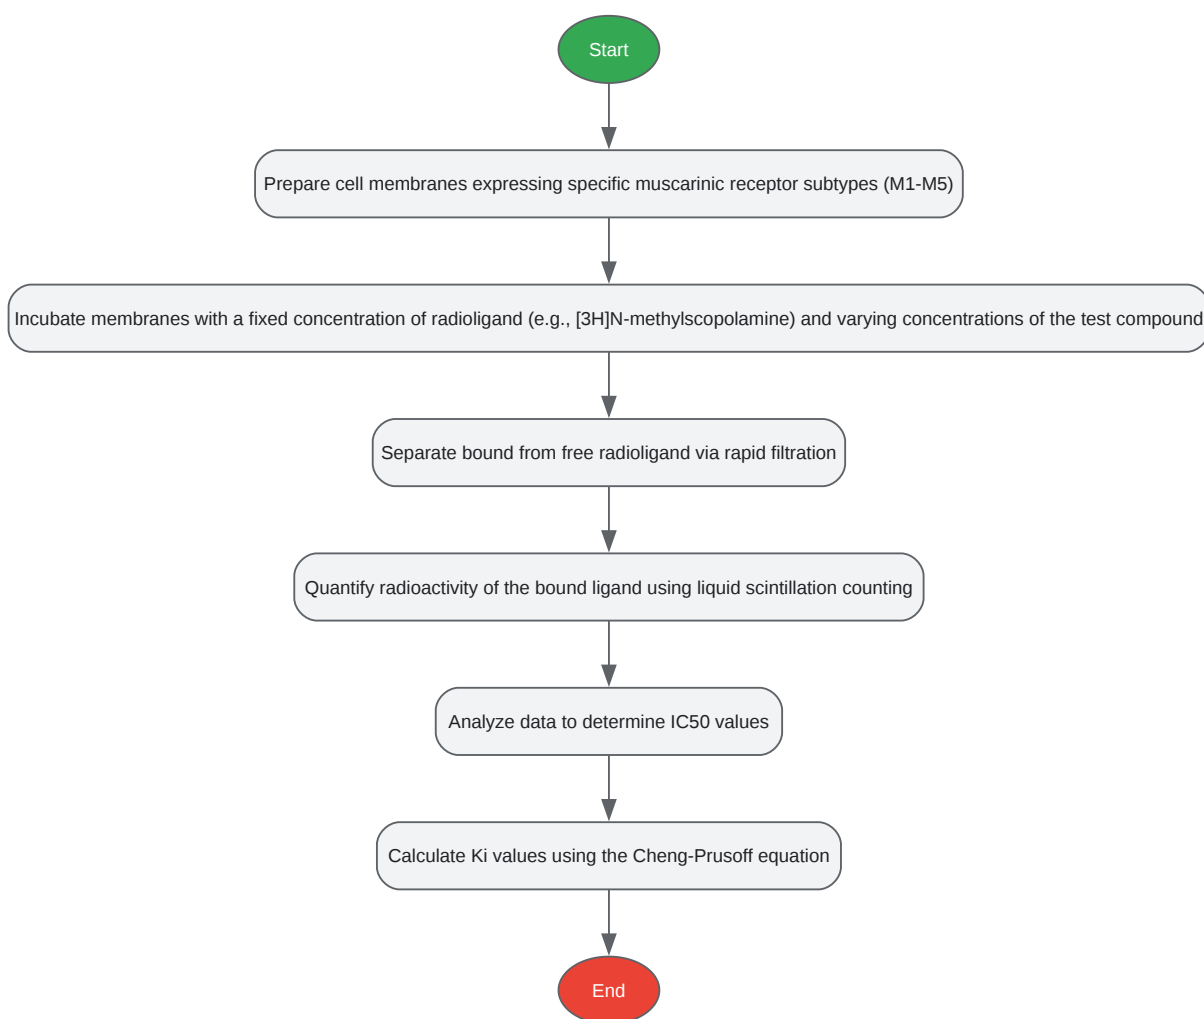 Start
Prepare cell membranes expressing specific muscarinic receptor subtypes (M1-M5)
Incubate membranes with a fixed concentration of radioligand (e.g., [3H]N-methylscopolamine) and varying concentrations of the test compound
Separate bound from free radioligand via rapid filtration
Quantify radioactivity of the bound ligand using liquid scintillation counting
Analyze data to determine IC50 values
Calculate Ki values using the Cheng-Prusoff equation
End